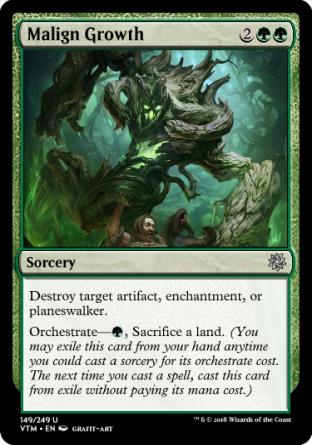 Malign Growth 2
Sorcery
Destroy target artifact, enchantment, or
planeswalker.
Orchestrate—, Sacrifice a land. (You
may exile this card from your hand anytime
you could cast a sorcery for its orchestrate cost.
The next time you cast a spell, cast this card
from exile without paying its mana cost.)
149/249 U
VTM • EN GRAFIT-ART
™ & © 2018 Wizards of the Coast